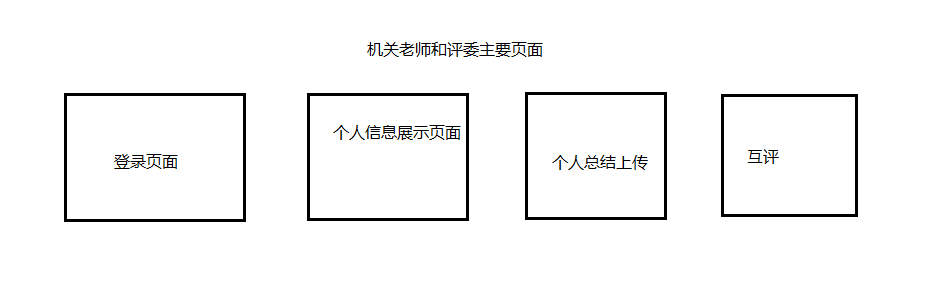 机关老师和评委主要页面
登录页面
个人信息展示页面
个人总结上传
互评